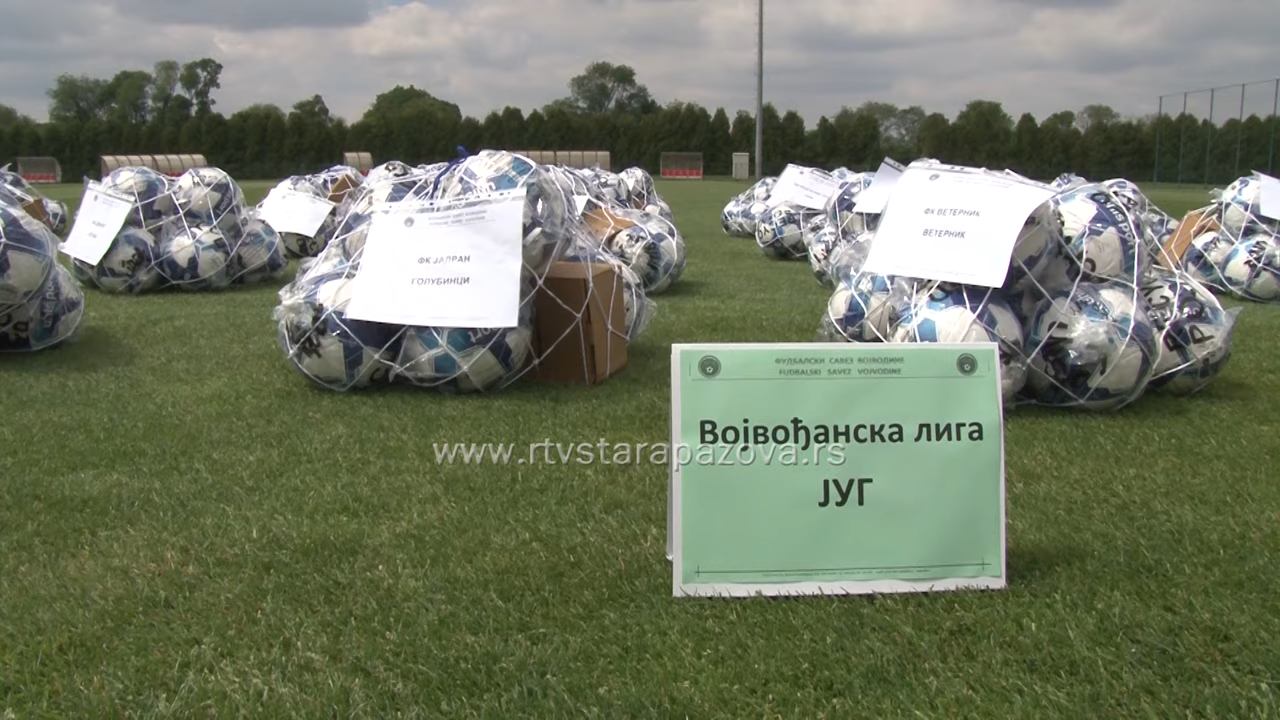 ФК ЈАДРАН
ГОЛУБИНЦИ
ФК ВЕТЕРНИК
ВЕТЕРНИК
ФУДБАЛСКИ САВЕЗ ВОЈВОДИНЕ
FUDBALSKI SAVEZ VOJVODINE
Војвођанска лига
ЈУГ
www.rtvstarapazova.rs